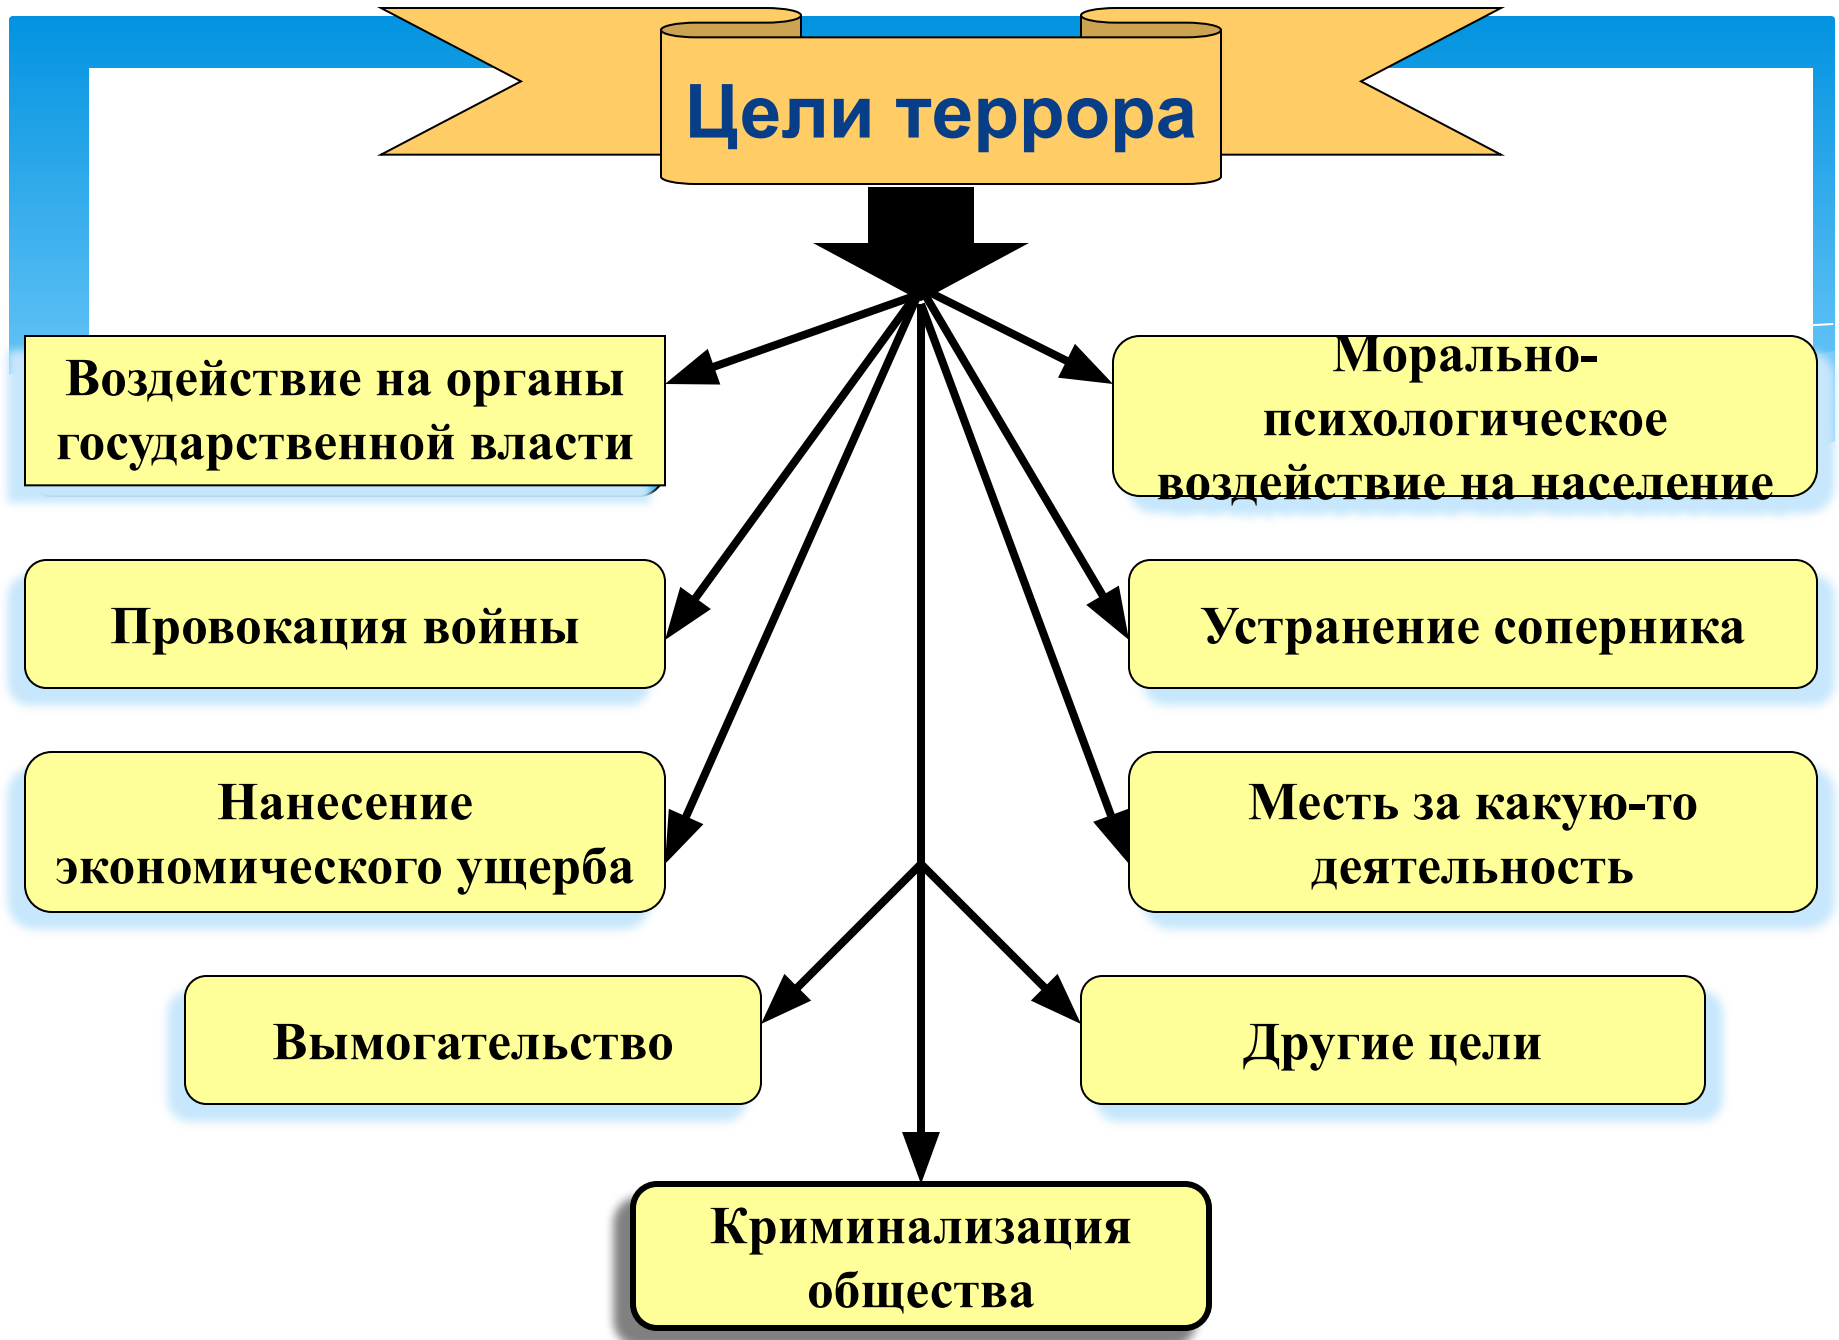 Цели террора
Воздействие на органы
государственной власти
Морально-
психологическое
воздействие на население
Провокация войны
Устранение соперника
Нанесение
экономического ущерба
Месть за какую-то
деятельность
Вымогательство
Другие цели
Криминализация
общества